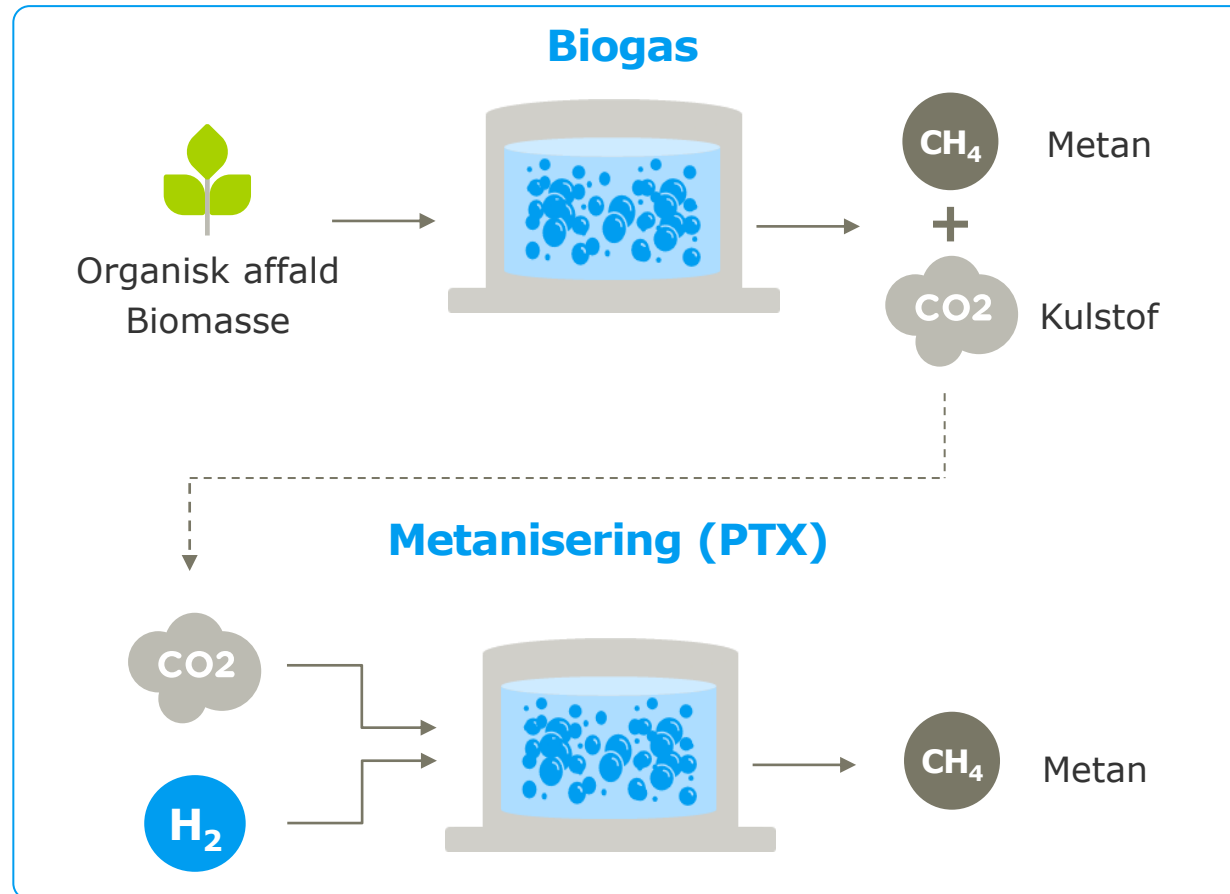 Biogas
Organisk affald
Biomasse
CH₄
Metan
+
CO2
Kulstof
Metanisering (PTX)
CO2
H₂
CH₄
Metan